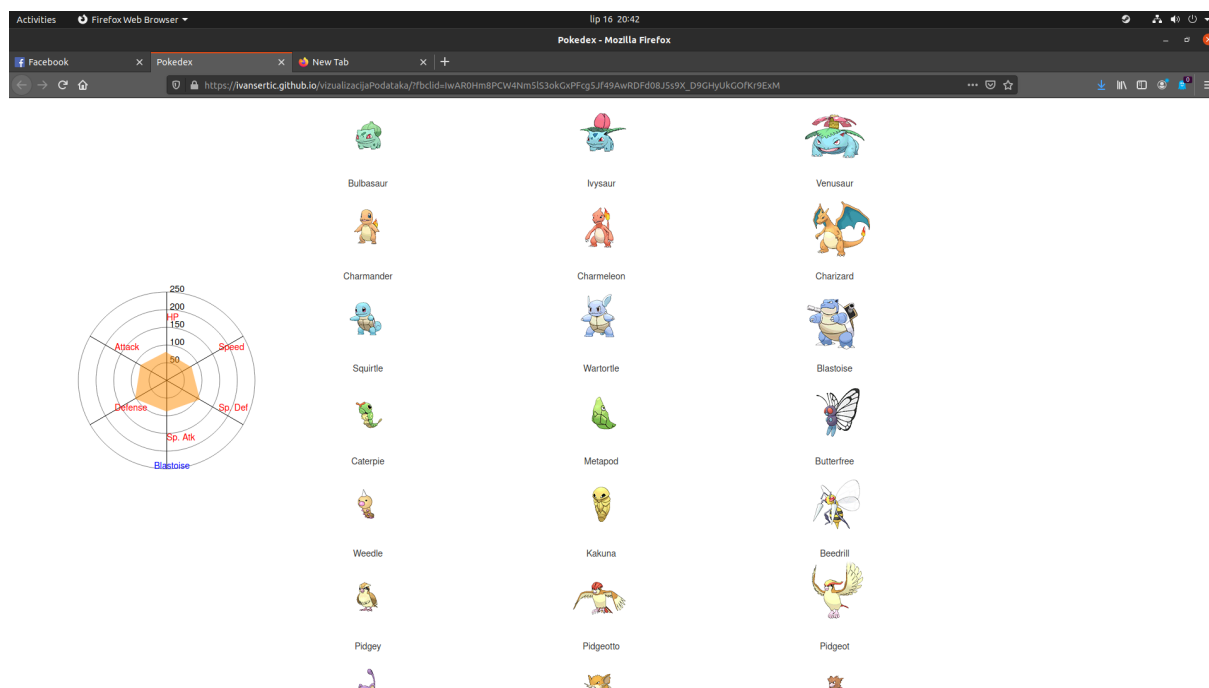 Activities Firefox Web Browser lip 16 20:42
Pokedex - Mozilla Firefox
Facebook Pokedex New Tab
https://ivansertic.github.io/vizualizacijaPodataka/?fbclid=IwAR0Hm8PCW4Nm5lS3okGxPFcg5Jf49AwRDFd08J5s9X_D9GHyUkGOfKr9ExM
Bulbasaur Ivysaur Venusaur
Charmander Charmeleon Charizard
250
200
HP
150
100
Attack Speed
50
Squirtle Wartortle Blastoise
Defense Sp. Def
Sp. Atk
Blastoise
Caterpie Metapod Butterfree
Weedle Kakuna Beedrill
Pidgey Pidgeotto Pidgeot